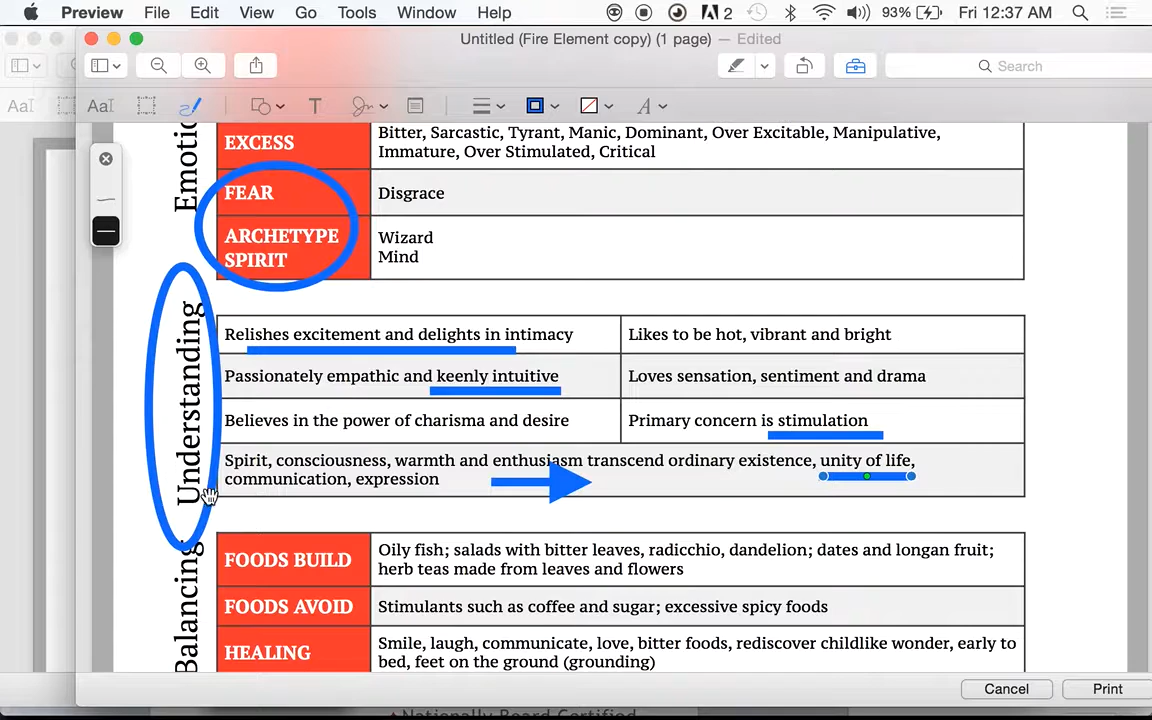 Preview File Edit View Go Tools Window Help 2 93% Fri 12:37 AM
Untitled (Fire Element copy) (1 page) — Edited
Search
AaI AaI T A
EXCESS
Bitter, Sarcastic, Tyrant, Manic, Dominant, Over Excitable, Manipulative,
Immature, Over Stimulated, Critical
FEAR
Disgrace
ARCHETYPE
SPIRIT
Wizard
Mind
Understanding
Relishes excitement and delights in intimacy
Likes to be hot, vibrant and bright
Passionately empathic and keenly intuitive
Loves sensation, sentiment and drama
Believes in the power of charisma and desire
Primary concern is stimulation
Spirit, consciousness, warmth and enthusiasm transcend ordinary existence, unity of life,
communication, expression
Balancing
FOODS BUILD
Oily fish; salads with bitter leaves, radicchio, dandelion; dates and longan fruit;
herb teas made from leaves and flowers
FOODS AVOID
Stimulants such as coffee and sugar; excessive spicy foods
HEALING
Smile, laugh, communicate, love, bitter foods, rediscover childlike wonder, early to
bed, feet on the ground (grounding)
Cancel Print
Nationally Board Certified